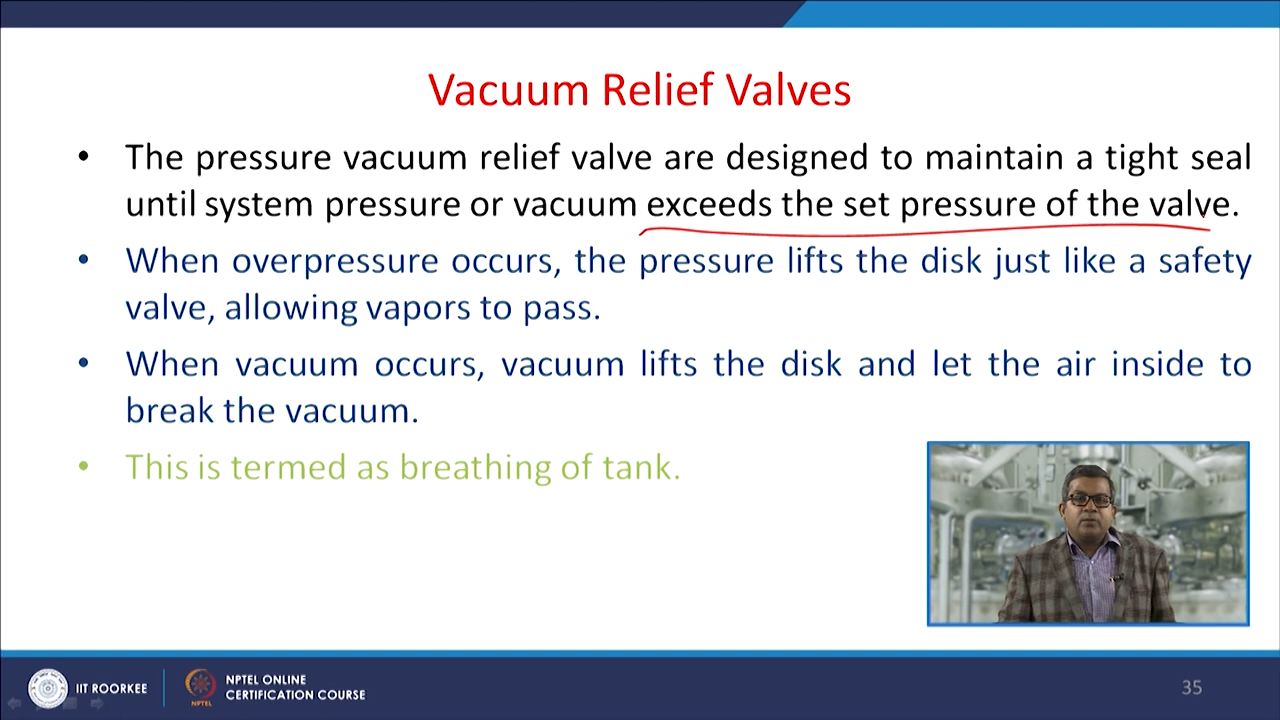 Vacuum Relief Valves
• The pressure vacuum relief valve are designed to maintain a tight seal
until system pressure or vacuum exceeds the set pressure of the valve.
• When overpressure occurs, the pressure lifts the disk just like a safety
valve, allowing vapors to pass.
• When vacuum occurs, vacuum lifts the disk and let the air inside to
break the vacuum.
• This is termed as breathing of tank.
IIT ROORKEE
NPTEL
NPTEL ONLINE
CERTIFICATION COURSE
35